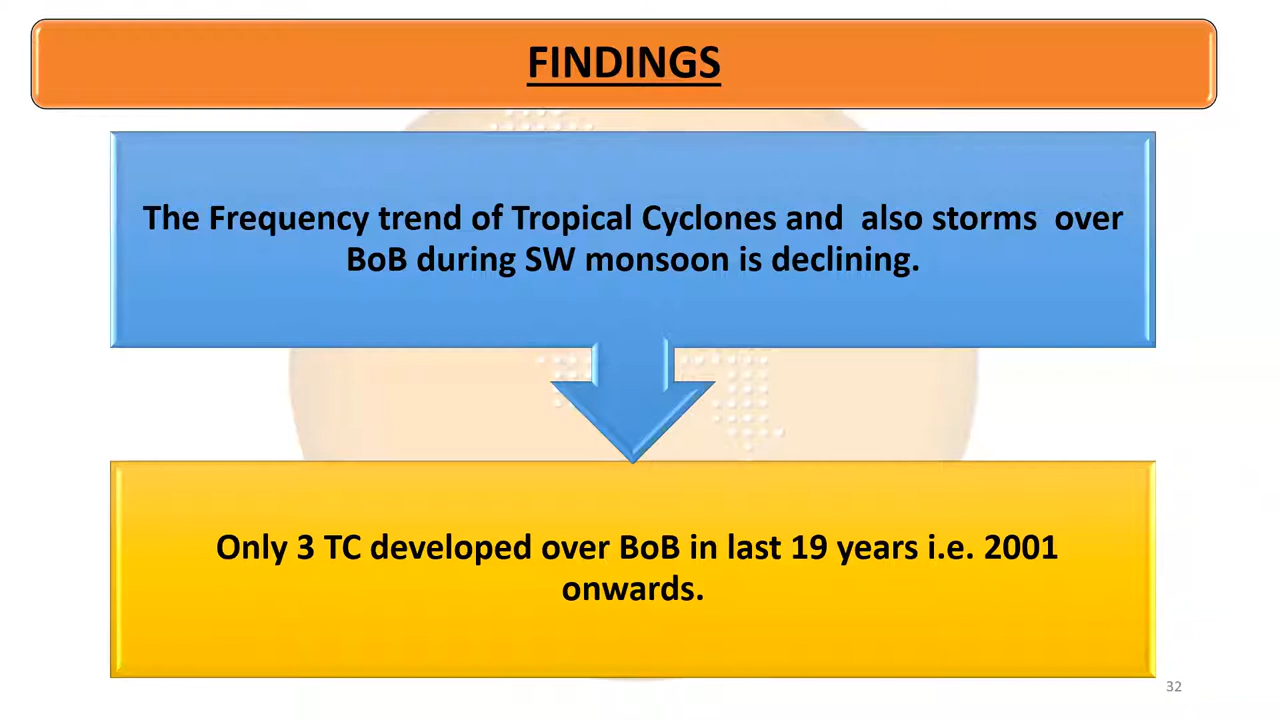 FINDINGS
The Frequency trend of Tropical Cyclones and also storms over
BoB during SW monsoon is declining.
Only 3 TC developed over BoB in last 19 years i.e. 2001
onwards.
32